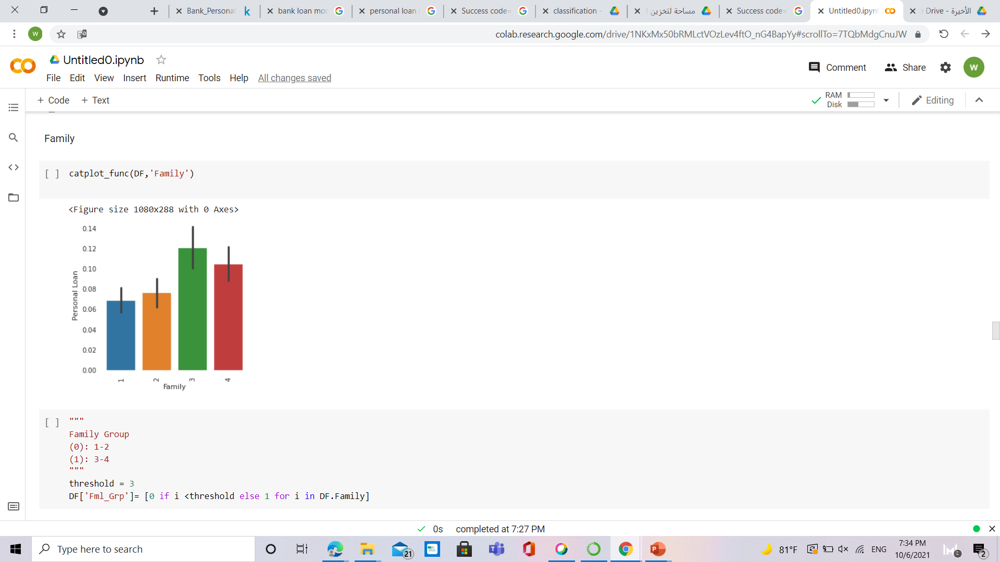 Bank_Personal
bank loan mod
personal loan
Success code=
classification -
مساحة لتخزين
Success code=
Untitled0.ipyn
الأخيرة - Drive
W
colab.research.google.com/drive/1NKxMx50bRMLctVOzLev4ftO_nG4BapYy#scrollTo=7TQbMdgCnuJW
Untitled0.ipynb
Comment
Share
W
File Edit View Insert Runtime Tools Help All changes saved
+ Code + Text
RAM
Disk
Editing
Family
[ ] catplot_func(DF,'Family')
<Figure size 1080x288 with 0 Axes>
0.14
0.12
0.10
0.08
0.06
0.04
0.02
0.00
Personal Loan
1 2 3 4
Family
[ ] """
Family Group
(0): 1-2
(1): 3-4
"""
threshold = 3
DF['Fml_Grp']= [0 if i <threshold else 1 for i in DF.Family]
0s completed at 7:27 PM
Type here to search
21
81°F
ENG
7:34 PM
10/6/2021
2
2